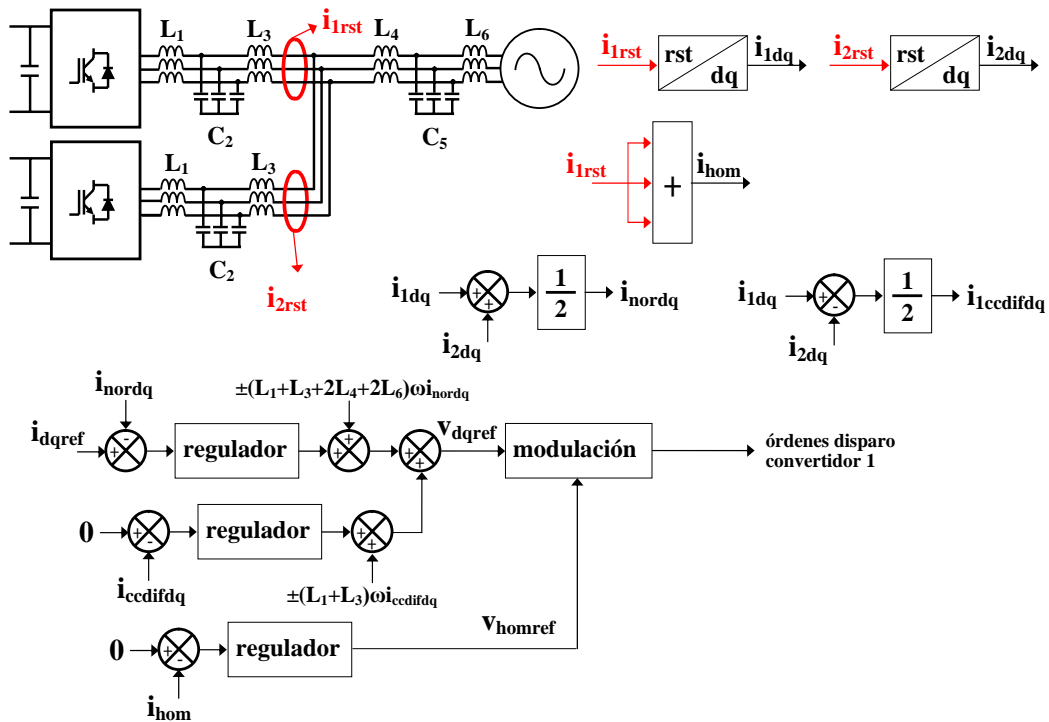 L1 L3 i1rst L4 L6
C2 C5
L1 L3
C2
i2rst
i1rst rst dq i1dq
i2rst rst dq i2dq
i1rst + ihom
i1dq + + 1 2 inordq
i2dq
i1dq + - 1 2 i1ccdifdq
i2dq
inordq
±(L1+L3+2L4+2L6)ωinordq
idqref + - regulador + + + + vdqref modulación
órdenes disparo
convertidor 1
0 + - regulador + +
iccdifdq
±(L1+L3)ωiccdifdq
vhomref
0 + - regulador
ihom